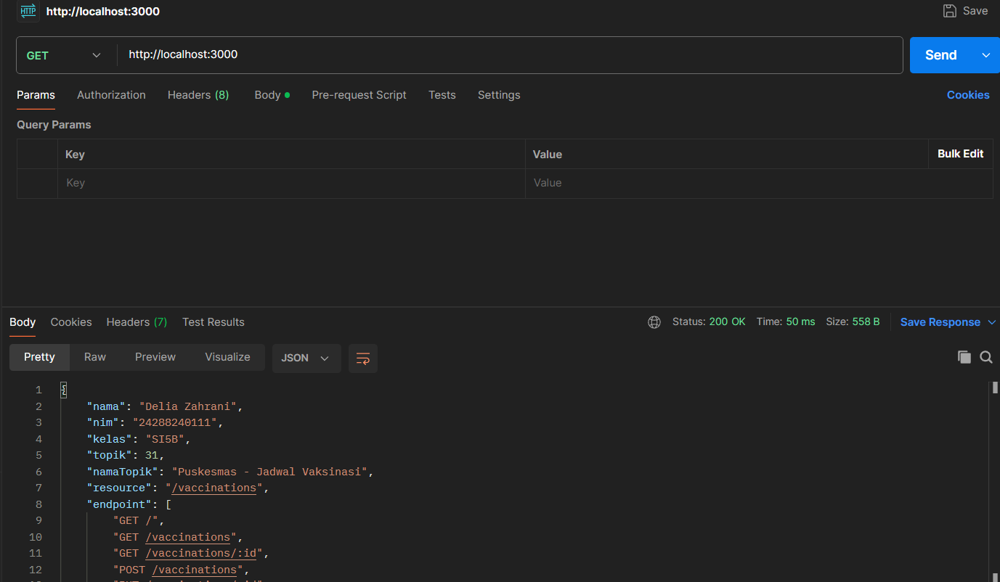 HTTP http://localhost:3000 Save
GET http://localhost:3000 Send
Params Authorization Headers (8) Body Pre-request Script Tests Settings Cookies
Query Params
Key Value Bulk Edit
Key Value
Body Cookies Headers (7) Test Results Status: 200 OK Time: 50 ms Size: 558 B Save Response
Pretty Raw Preview Visualize JSON
1 {
2 "nama": "Delia Zahrani",
3 "nim": "24288240111",
4 "kelas": "SI5B",
5 "topik": 31,
6 "namaTopik": "Puskesmas - Jadwal Vaksinasi",
7 "resource": "/vaccinations",
8 "endpoint": [
9 "GET /",
10 "GET /vaccinations",
11 "GET /vaccinations/:id",
12 "POST /vaccinations",